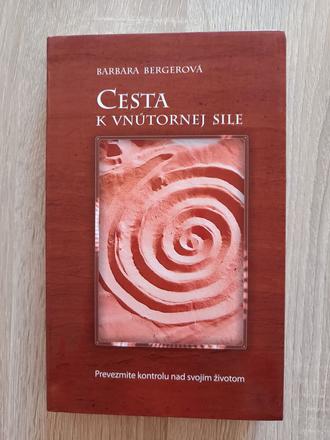 BARBARA BERGEROVÁ
CESTA
K VNÚTORNEJ SILE
Prevezmite kontrolu nad svojím životom